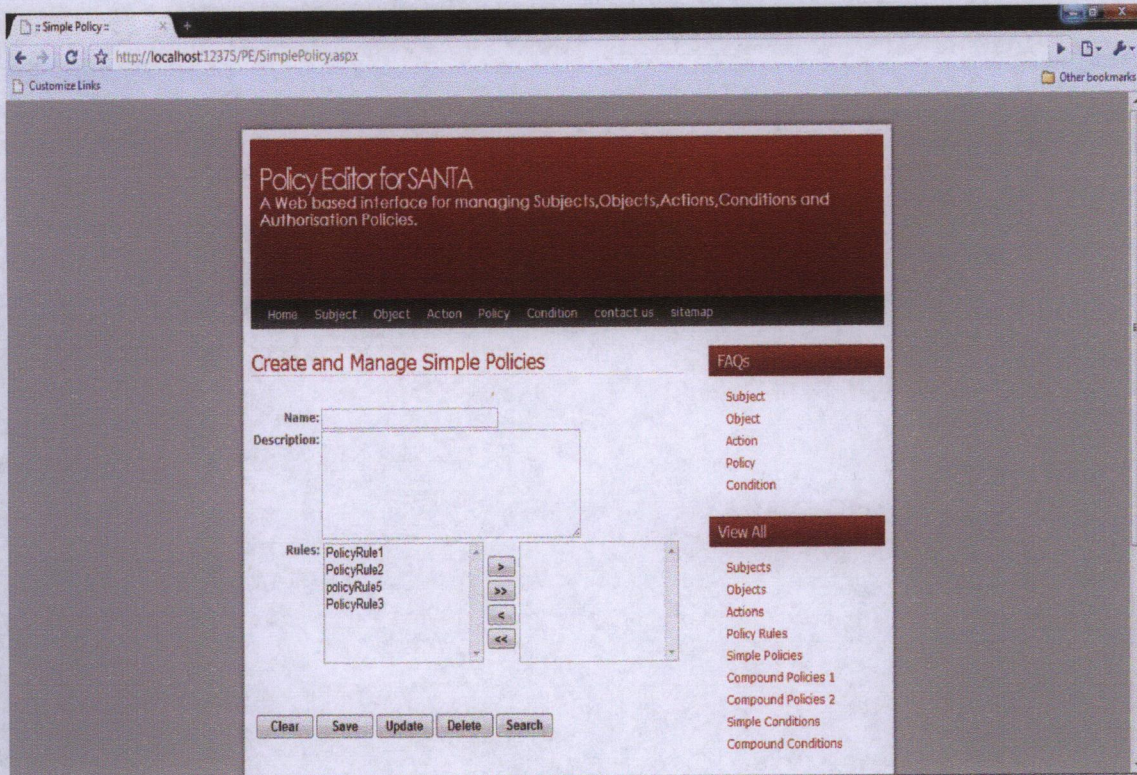 :: Simple Policy ::
http://localhost:12375/PE/SimplePolicy.aspx
Customize Links
Other bookmarks
Policy Editor for SANTA
A Web based interface for managing Subjects,Objects,Actions,Conditions and
Authorisation Policies.
Home Subject Object Action Policy Condition contact us sitemap
Create and Manage Simple Policies
Name:
Description:
Rules:
PolicyRule1
PolicyRule2
policyRule5
PolicyRule3
>
>>
<
<<
Clear Save Update Delete Search
FAQs
Subject
Object
Action
Policy
Condition
View All
Subjects
Objects
Actions
Policy Rules
Simple Policies
Compound Policies 1
Compound Policies 2
Simple Conditions
Compound Conditions